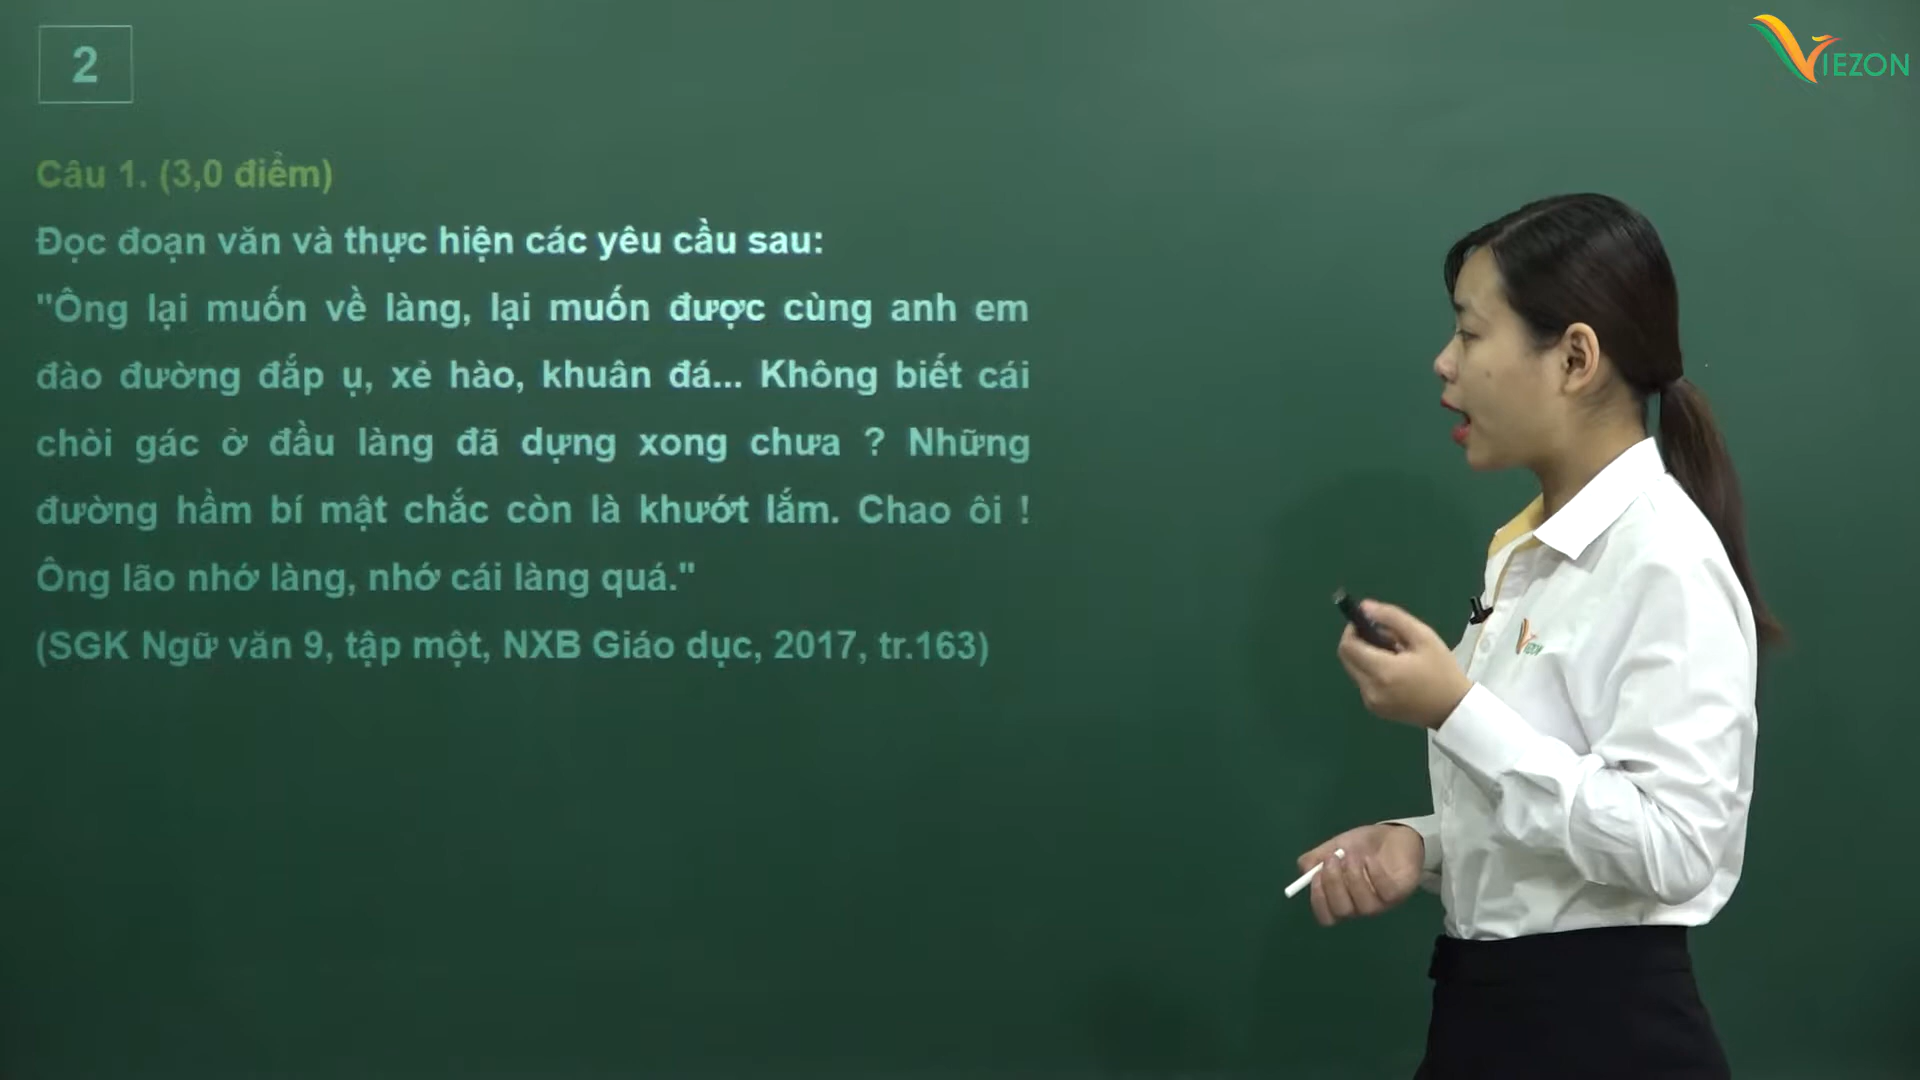 2
VIEZON
Câu 1. (3,0 điểm)
Đọc đoạn văn và thực hiện các yêu cầu sau:
"Ông lại muốn về làng, lại muốn được cùng anh em
đào đường đắp ụ, xẻ hào, khuân đá... Không biết cái
chòi gác ở đầu làng đã dựng xong chưa ? Những
đường hầm bí mật chắc còn là khướt lắm. Chao ôi !
Ông lão nhớ làng, nhớ cái làng quá."
(SGK Ngữ văn 9, tập một, NXB Giáo dục, 2017, tr.163)
VIEZON